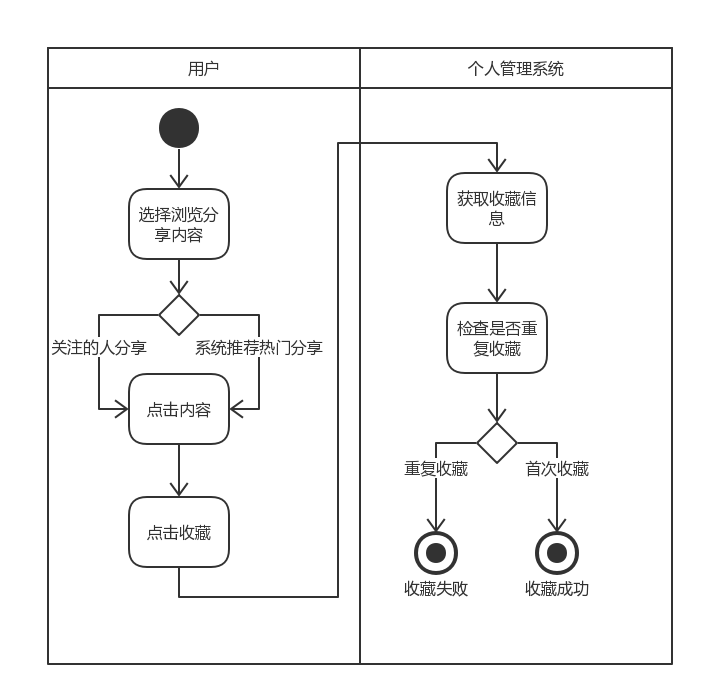 用户
个人管理系统
选择浏览分
享内容
关注的人分享
系统推荐热门分享
点击内容
点击收藏
获取收藏信
息
检查是否重
复收藏
重复收藏
首次收藏
收藏失败
收藏成功